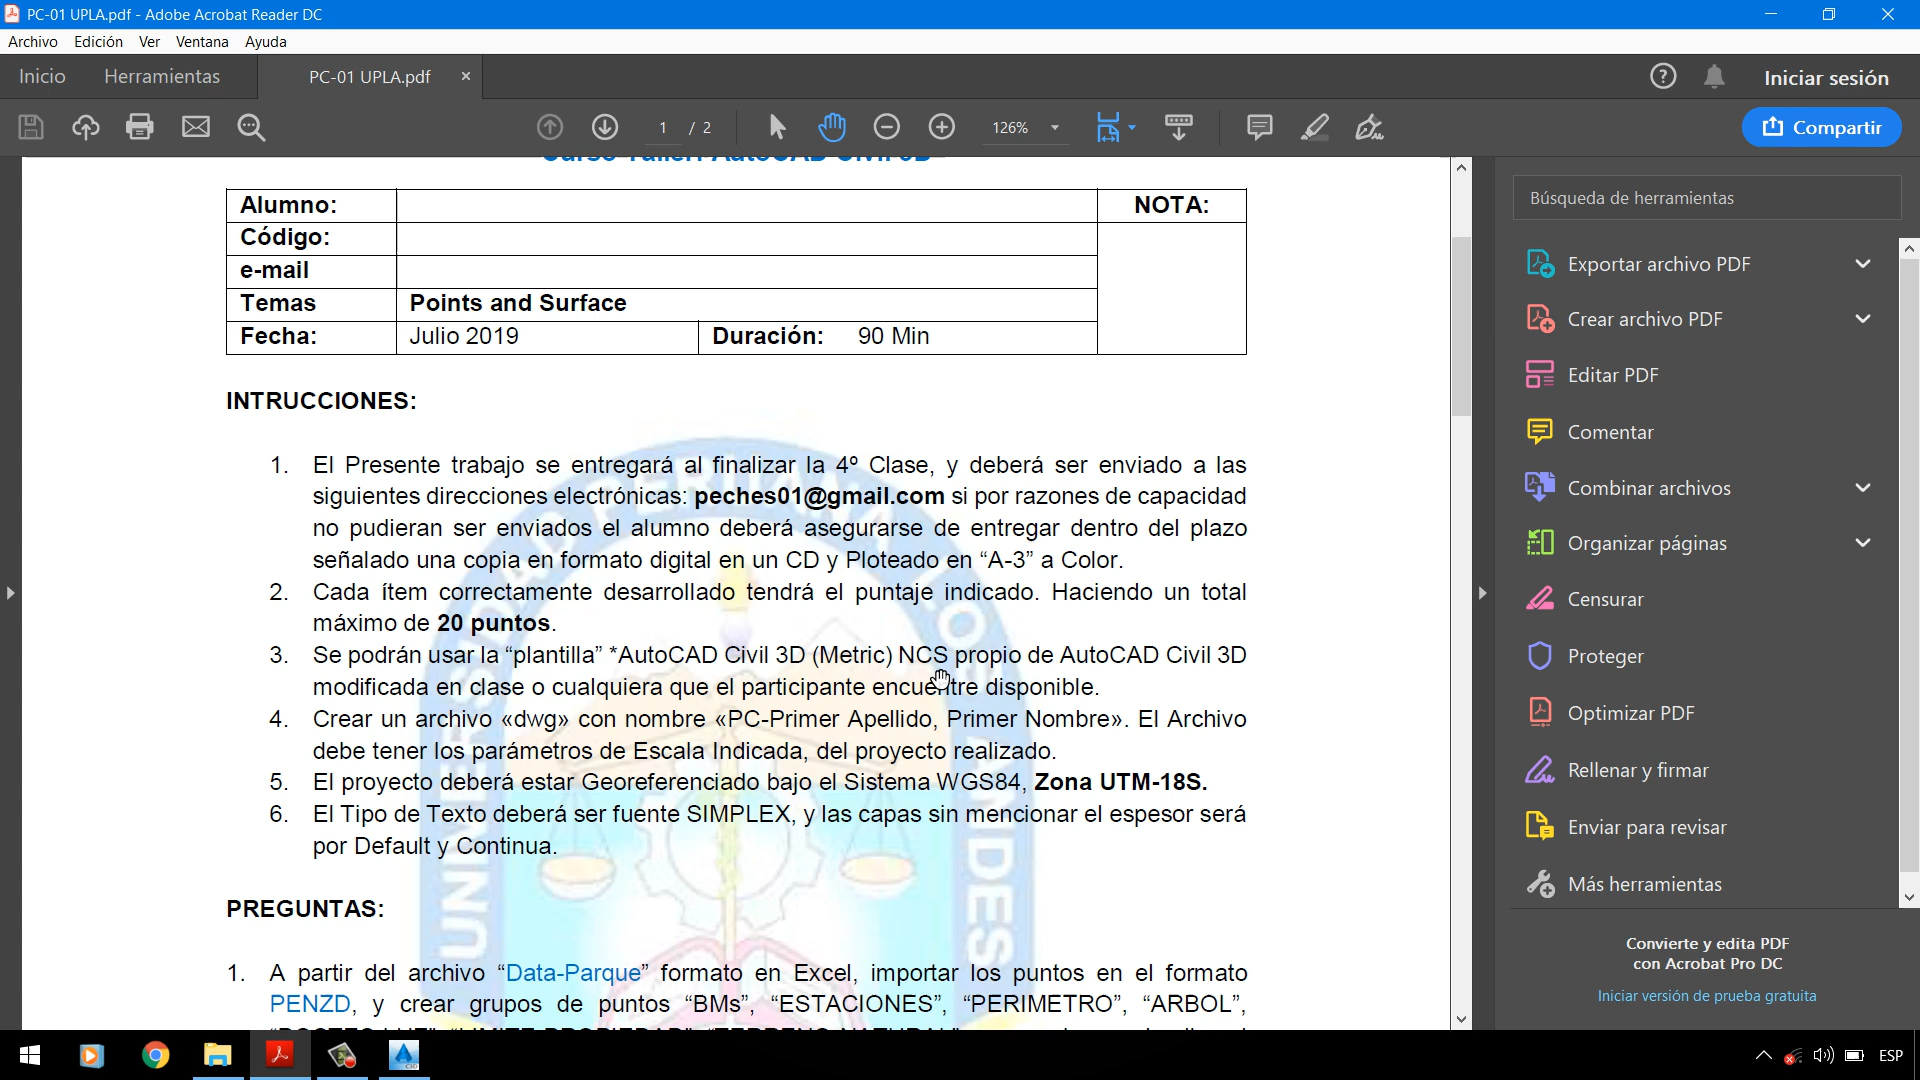 PC-01 UPLA.pdf - Adobe Acrobat Reader DC
Archivo Edición Ver Ventana Ayuda
Inicio Herramientas PC-01 UPLA.pdf × Iniciar sesión
1 / 2 126% Compartir
Curso Taller: AutoCAD Civil 3D
Alumno: NOTA:
Código:
e-mail
Temas Points and Surface
Fecha: Julio 2019 Duración: 90 Min
INTRUCCIONES:
1. El Presente trabajo se entregará al finalizar la 4º Clase, y deberá ser enviado a las
siguientes direcciones electrónicas: peches01@gmail.com si por razones de capacidad
no pudieran ser enviados el alumno deberá asegurarse de entregar dentro del plazo
señalado una copia en formato digital en un CD y Ploteado en “A-3” a Color.
2. Cada ítem correctamente desarrollado tendrá el puntaje indicado. Haciendo un total
máximo de 20 puntos.
3. Se podrán usar la “plantilla” *AutoCAD Civil 3D (Metric) NCS propio de AutoCAD Civil 3D
modificada en clase o cualquiera que el participante encuentre disponible.
4. Crear un archivo «dwg» con nombre «PC-Primer Apellido, Primer Nombre». El Archivo
debe tener los parámetros de Escala Indicada, del proyecto realizado.
5. El proyecto deberá estar Georeferenciado bajo el Sistema WGS84, Zona UTM-18S.
6. El Tipo de Texto deberá ser fuente SIMPLEX, y las capas sin mencionar el espesor será
por Default y Continua.
PREGUNTAS:
1. A partir del archivo “Data-Parque” formato en Excel, importar los puntos en el formato
PENZD, y crear grupos de puntos “BMs”, “ESTACIONES”, “PERIMETRO”, “ARBOL”,
UNIVERSIDAD PERUANA LOS ANDES
Búsqueda de herramientas
Exportar archivo PDF
Crear archivo PDF
Editar PDF
Comentar
Combinar archivos
Organizar páginas
Censurar
Proteger
Optimizar PDF
Rellenar y firmar
Enviar para revisar
Más herramientas
Convierte y edita PDF
con Acrobat Pro DC
Iniciar versión de prueba gratuita
ESP